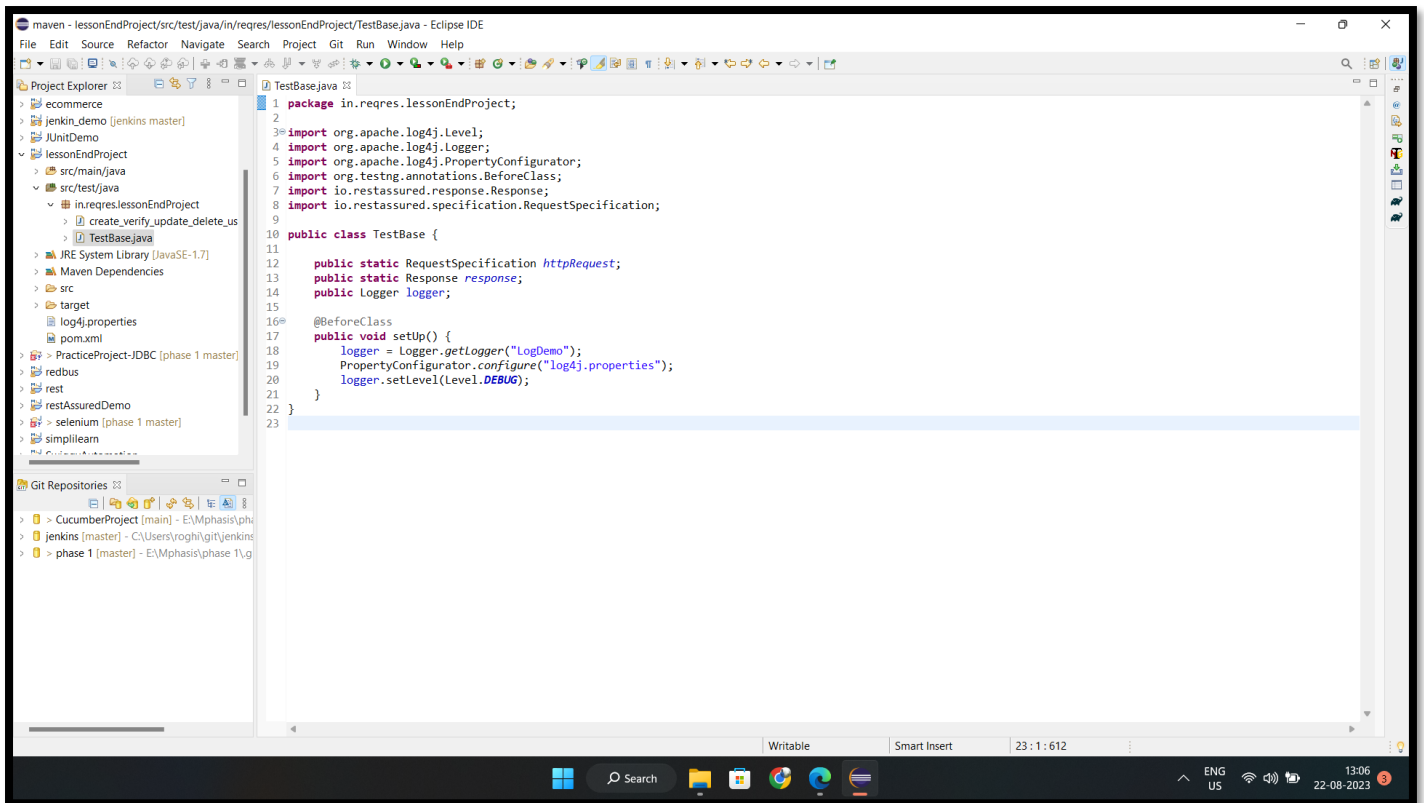 maven - lessonEndProject/src/test/java/in/reqres/lessonEndProject/TestBase.java - Eclipse IDE
File Edit Source Refactor Navigate Search Project Git Run Window Help
Project Explorer
ecommerce
jenkin_demo [jenkins master]
JUnitDemo
lessonEndProject
src/main/java
src/test/java
in.reqres.lessonEndProject
create_verify_update_delete_us
TestBase.java
JRE System Library [JavaSE-1.7]
Maven Dependencies
src
target
log4j.properties
pom.xml
> PracticeProject-JDBC [phase 1 master]
redbus
rest
restAssuredDemo
> selenium [phase 1 master]
simplilearn
Git Repositories
> CucumberProject [main] - E:\Mphasis\pha
jenkins [master] - C:\Users\roghi\git\jenkins
> phase 1 [master] - E:\Mphasis\phase 1\.g
TestBase.java
1 package in.reqres.lessonEndProject;
2
3 import org.apache.log4j.Level;
4 import org.apache.log4j.Logger;
5 import org.apache.log4j.PropertyConfigurator;
6 import org.testng.annotations.BeforeClass;
7 import io.restassured.response.Response;
8 import io.restassured.specification.RequestSpecification;
9
10 public class TestBase {
11
12 public static RequestSpecification httpRequest;
13 public static Response response;
14 public Logger logger;
15
16 @BeforeClass
17 public void setUp() {
18 logger = Logger.getLogger("LogDemo");
19 PropertyConfigurator.configure("log4j.properties");
20 logger.setLevel(Level.DEBUG);
21 }
22 }
23
Writable Smart Insert 23 : 1 : 612
Search
ENG
US
13:06
22-08-2023
3